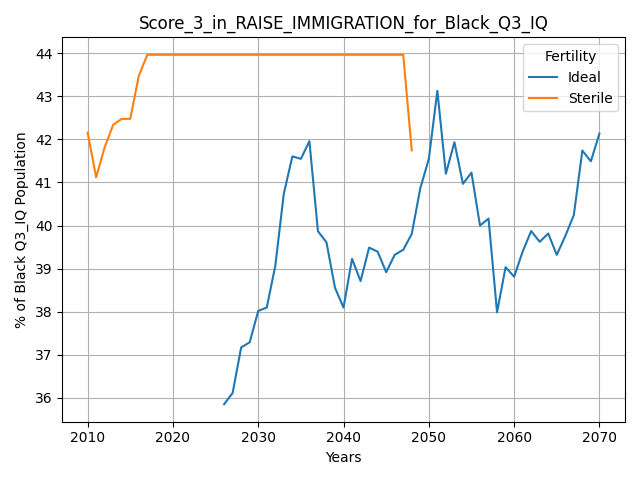 Score_3_in_RAISE_IMMIGRATION_for_Black_Q3_IQ
Fertility
Ideal
Sterile
% of Black Q3_IQ Population
44
43
42
41
40
39
38
37
36
2010 2020 2030 2040 2050 2060 2070
Years